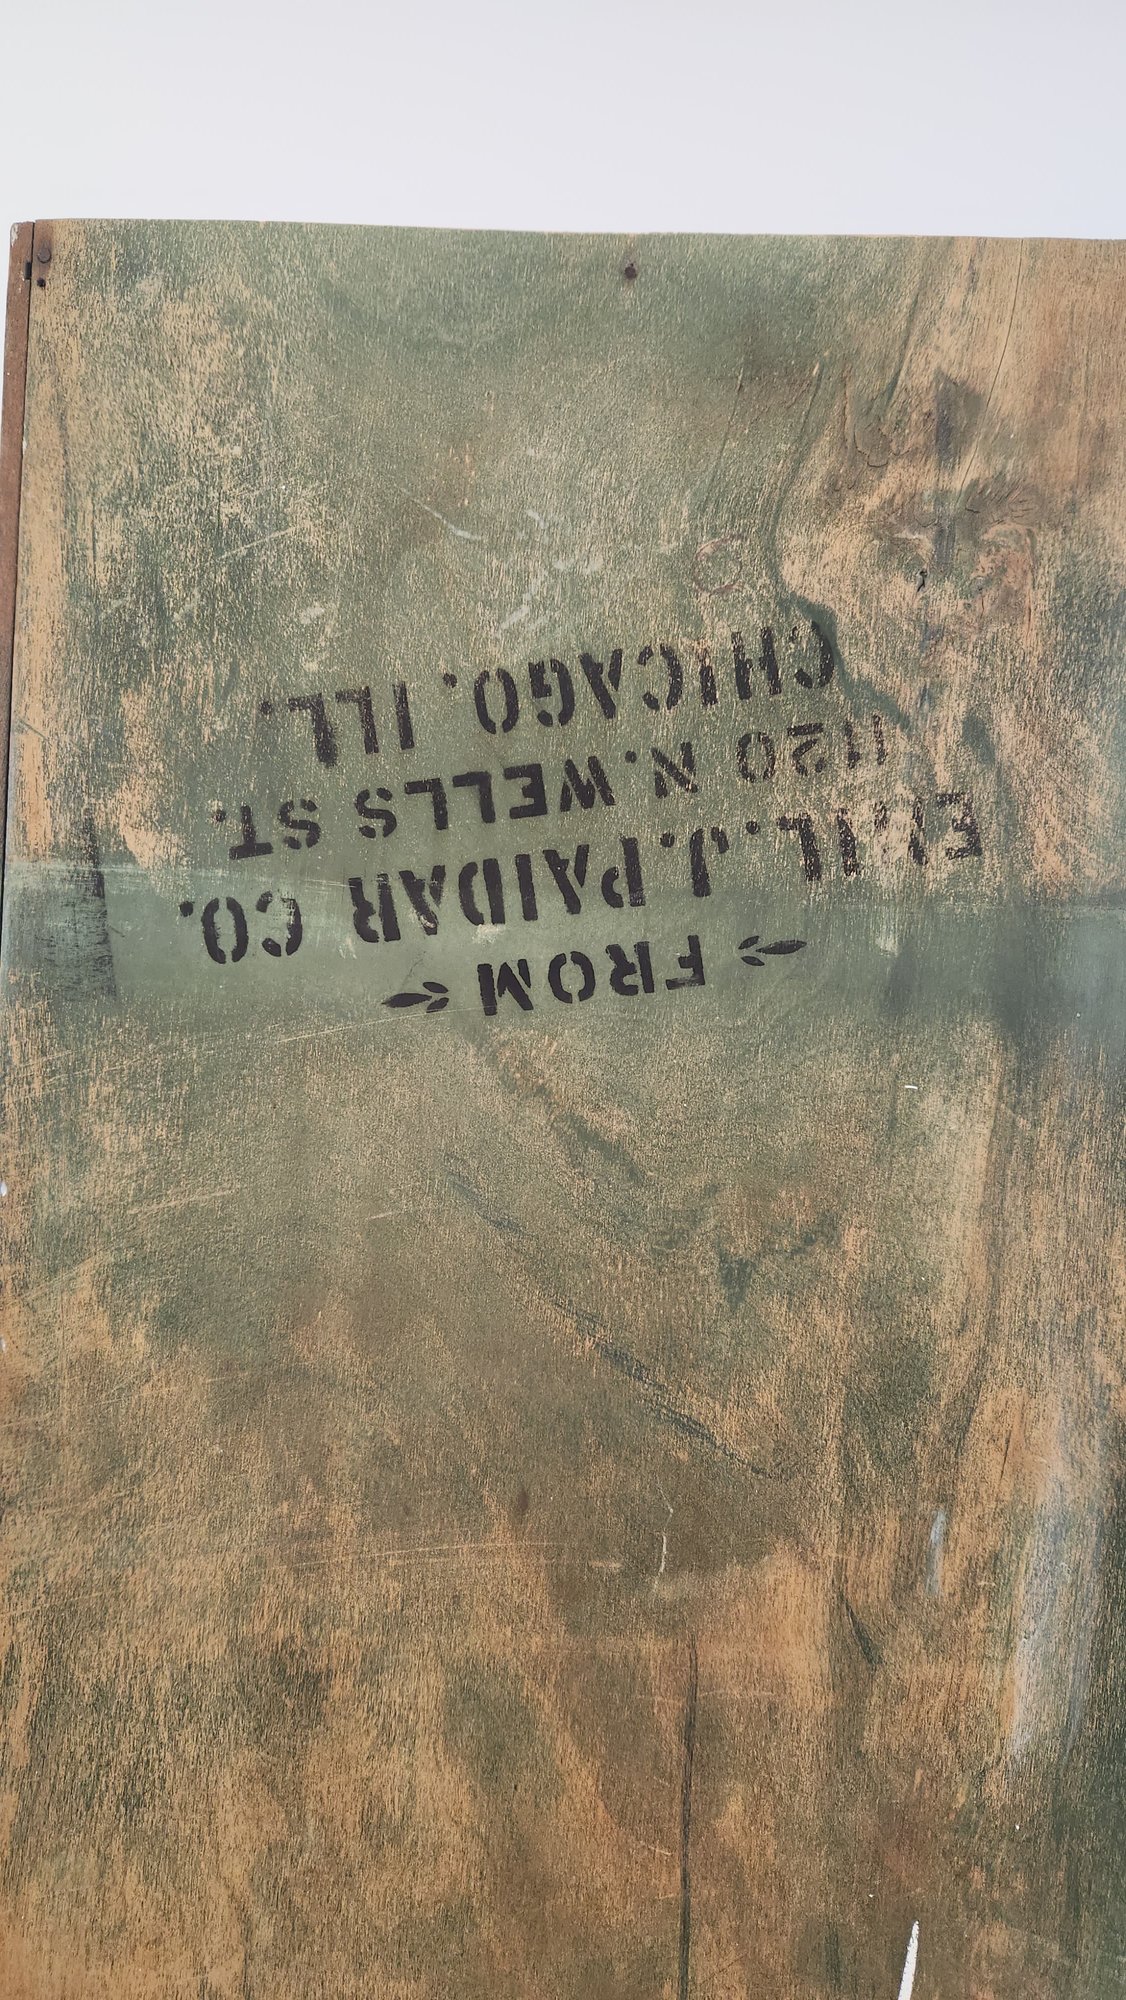 FROM
EMIL. J. PAIDAR CO.
1120 N. WELLS ST.
CHICAGO. ILL.